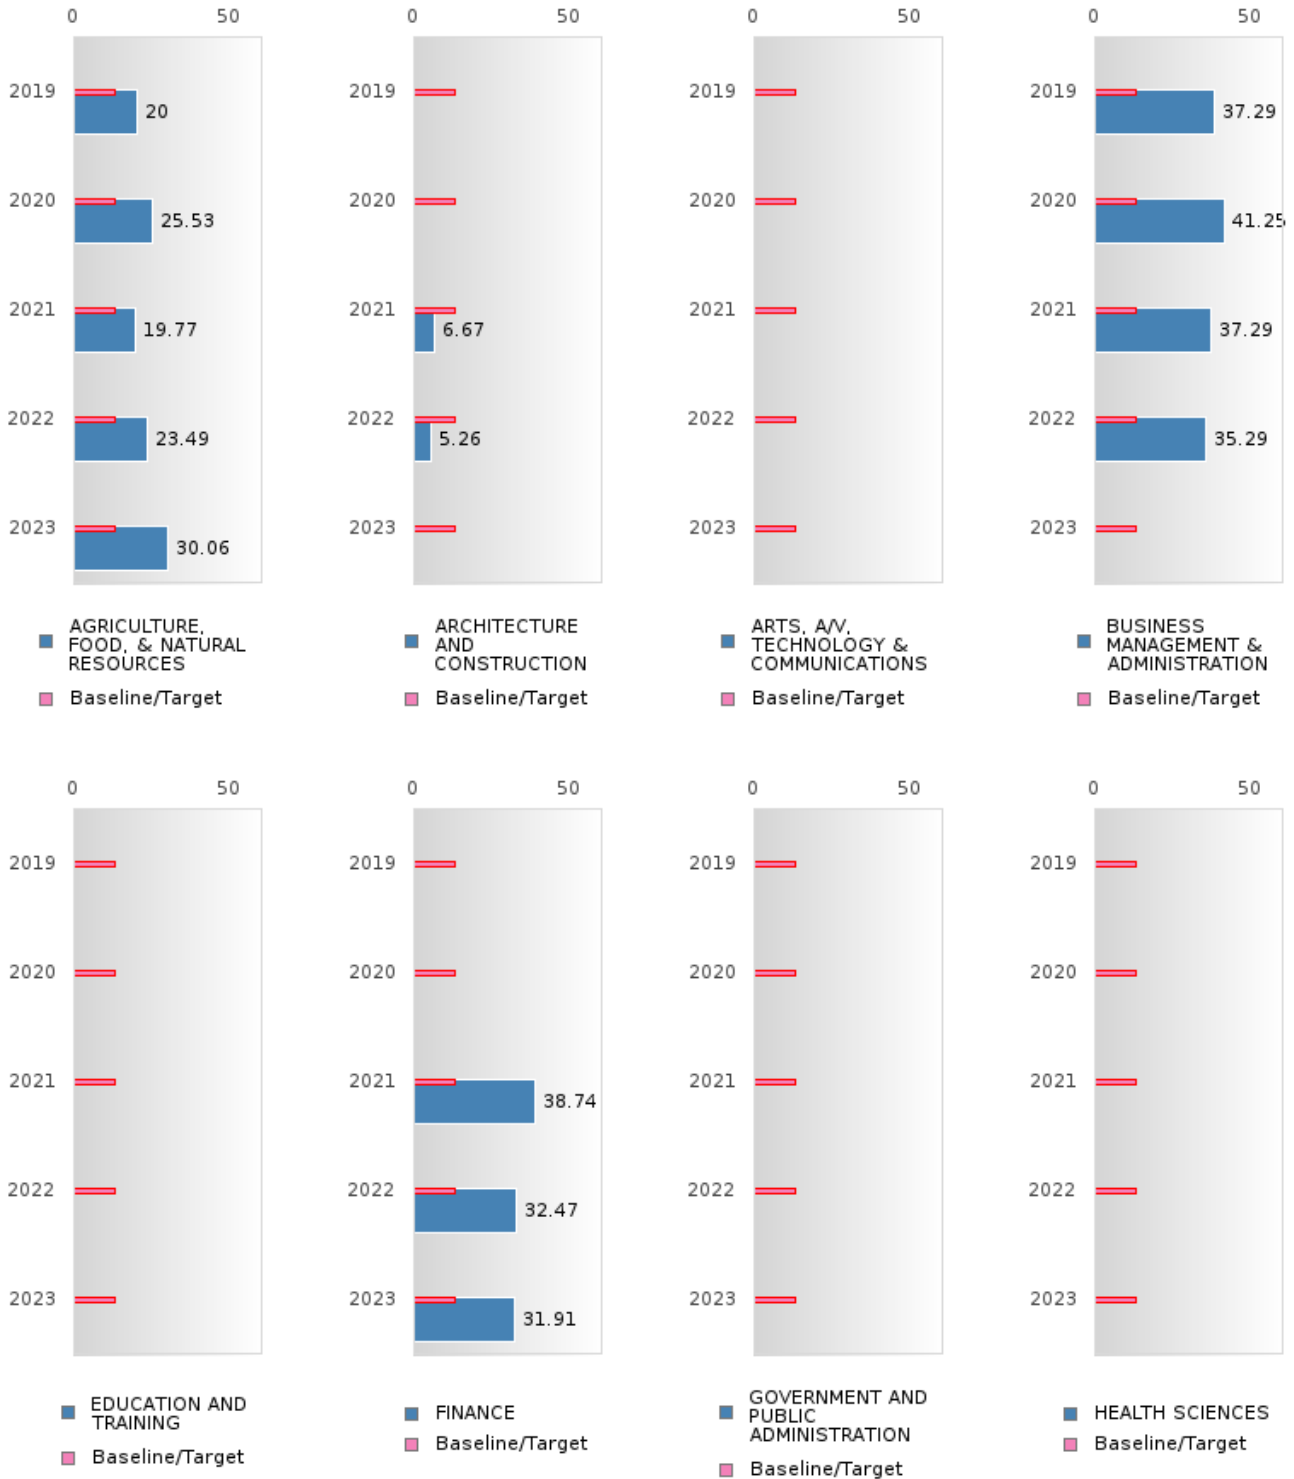 0 50
2019
20
2020
25.53
2021
19.77
2022
23.49
2023
30.06
AGRICULTURE,
FOOD, & NATURAL
RESOURCES
Baseline/Target
0 50
2019
2020
2021
6.67
2022
5.26
2023
ARCHITECTURE
AND
CONSTRUCTION
Baseline/Target
0 50
2019
2020
2021
2022
2023
ARTS, A/V,
TECHNOLOGY &
COMMUNICATIONS
Baseline/Target
0 50
2019
37.29
2020
41.25
2021
37.29
2022
35.29
2023
BUSINESS
MANAGEMENT &
ADMINISTRATION
Baseline/Target
0 50
2019
2020
2021
2022
2023
EDUCATION AND
TRAINING
Baseline/Target
0 50
2019
2020
2021
38.74
2022
32.47
2023
31.91
FINANCE
Baseline/Target
0 50
2019
2020
2021
2022
2023
GOVERNMENT AND
PUBLIC
ADMINISTRATION
Baseline/Target
0 50
2019
2020
2021
2022
2023
HEALTH SCIENCES
Baseline/Target